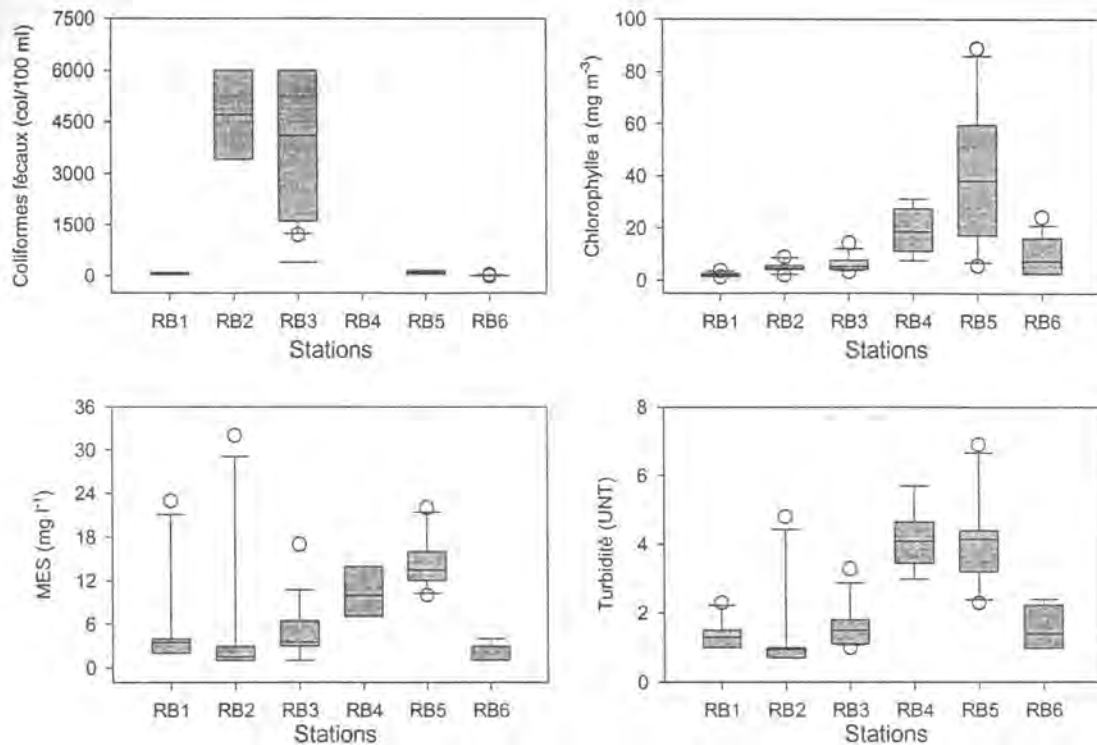 Coliformes fécaux (col/100 ml)
7500
6000
4500
3000
1500
0
RB1 RB2 RB3 RB4 RB5 RB6
Stations
Chlorophylle a (mg m⁻³)
100
80
60
40
20
0
RB1 RB2 RB3 RB4 RB5 RB6
Stations
MES (mg l⁻¹)
36
30
24
18
12
6
0
RB1 RB2 RB3 RB4 RB5 RB6
Stations
Turbidité (UNT)
8
6
4
2
0
RB1 RB2 RB3 RB4 RB5 RB6
Stations